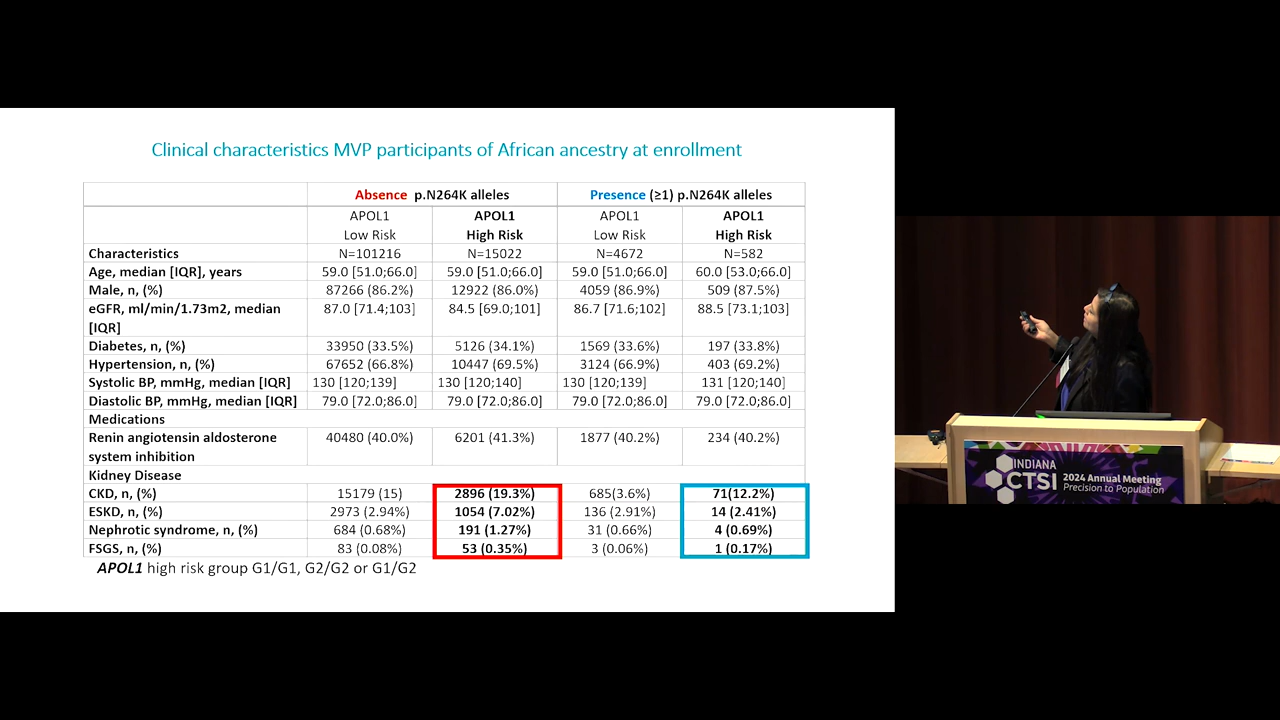 Clinical characteristics MVP participants of African ancestry at enrollment
Absence p.N264K alleles Presence (≥1) p.N264K alleles
APOL1 APOL1 APOL1 APOL1
Low Risk High Risk Low Risk High Risk
Characteristics N=101216 N=15022 N=4672 N=582
Age, median [IQR], years 59.0 [51.0;66.0] 59.0 [51.0;66.0] 59.0 [51.0;66.0] 60.0 [53.0;66.0]
Male, n, (%) 87266 (86.2%) 12922 (86.0%) 4059 (86.9%) 509 (87.5%)
eGFR, ml/min/1.73m2, median 87.0 [71.4;103] 84.5 [69.0;101] 86.7 [71.6;102] 88.5 [73.1;103]
[IQR]
Diabetes, n, (%) 33950 (33.5%) 5126 (34.1%) 1569 (33.6%) 197 (33.8%)
Hypertension, n, (%) 67652 (66.8%) 10447 (69.5%) 3124 (66.9%) 403 (69.2%)
Systolic BP, mmHg, median [IQR] 130 [120;139] 130 [120;140] 130 [120;139] 131 [120;140]
Diastolic BP, mmHg, median [IQR] 79.0 [72.0;86.0] 79.0 [72.0;86.0] 79.0 [72.0;86.0] 79.0 [72.0;86.0]
Medications
Renin angiotensin aldosterone 40480 (40.0%) 6201 (41.3%) 1877 (40.2%) 234 (40.2%)
system inhibition
Kidney Disease
CKD, n, (%) 15179 (15) 2896 (19.3%) 685(3.6%) 71(12.2%)
ESKD, n, (%) 2973 (2.94%) 1054 (7.02%) 136 (2.91%) 14 (2.41%)
Nephrotic syndrome, n, (%) 684 (0.68%) 191 (1.27%) 31 (0.66%) 4 (0.69%)
FSGS, n, (%) 83 (0.08%) 53 (0.35%) 3 (0.06%) 1 (0.17%)
APOL1 high risk group G1/G1, G2/G2 or G1/G2
INDIANA
CTSI
2024 Annual Meeting
Precision to Population